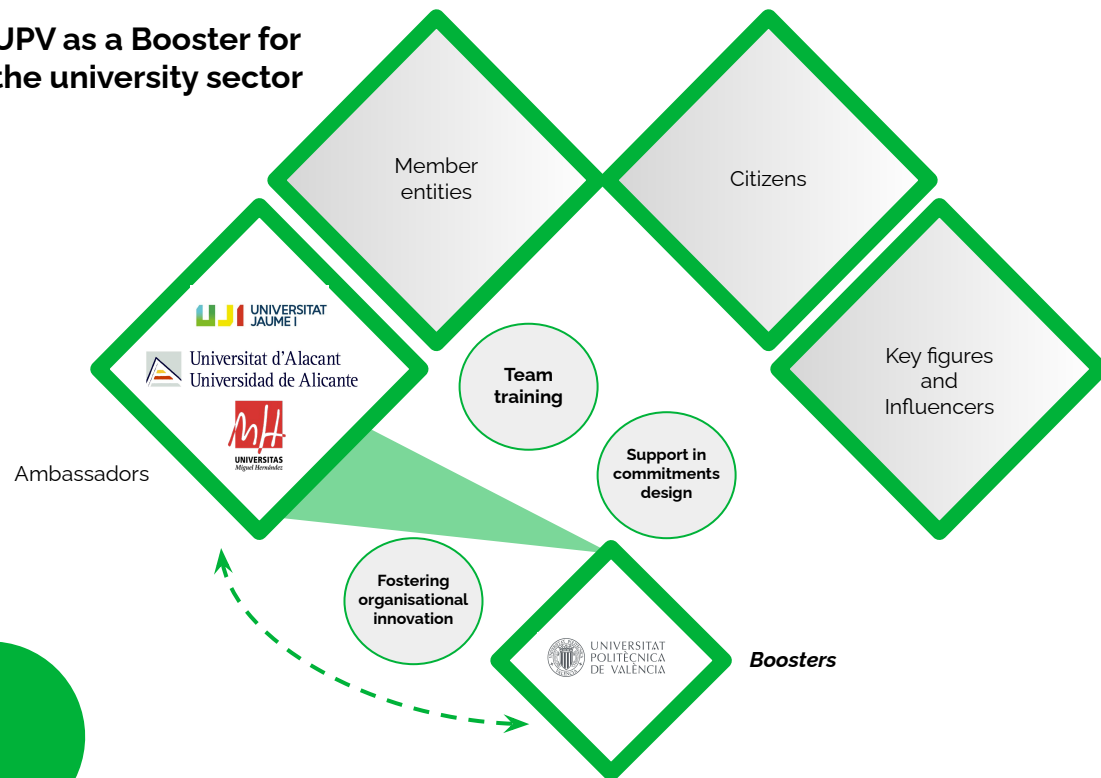 UPV as a Booster for
the university sector
Member
entities
Citizens
UJI UNIVERSITAT
JAUME I
Universitat d'Alacant
Universidad de Alicante
UNIVERSITAS
Miguel Hernández
Key figures
and
Influencers
Team
training
Support in
commitments
design
Ambassadors
Fostering
organisational
innovation
UNIVERSITAT
POLITÈCNICA
DE VALÈNCIA
Boosters